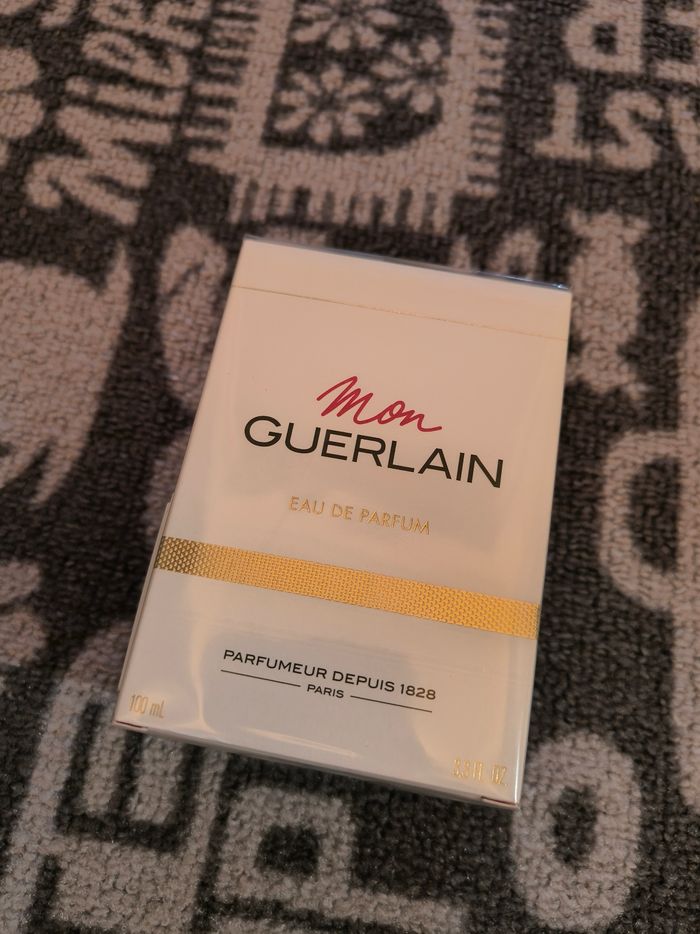 Mon
GUERLAIN
EAU DE PARFUM
PARFUMEUR DEPUIS 1828
PARIS
100 mL
3.3 fl. OZ.